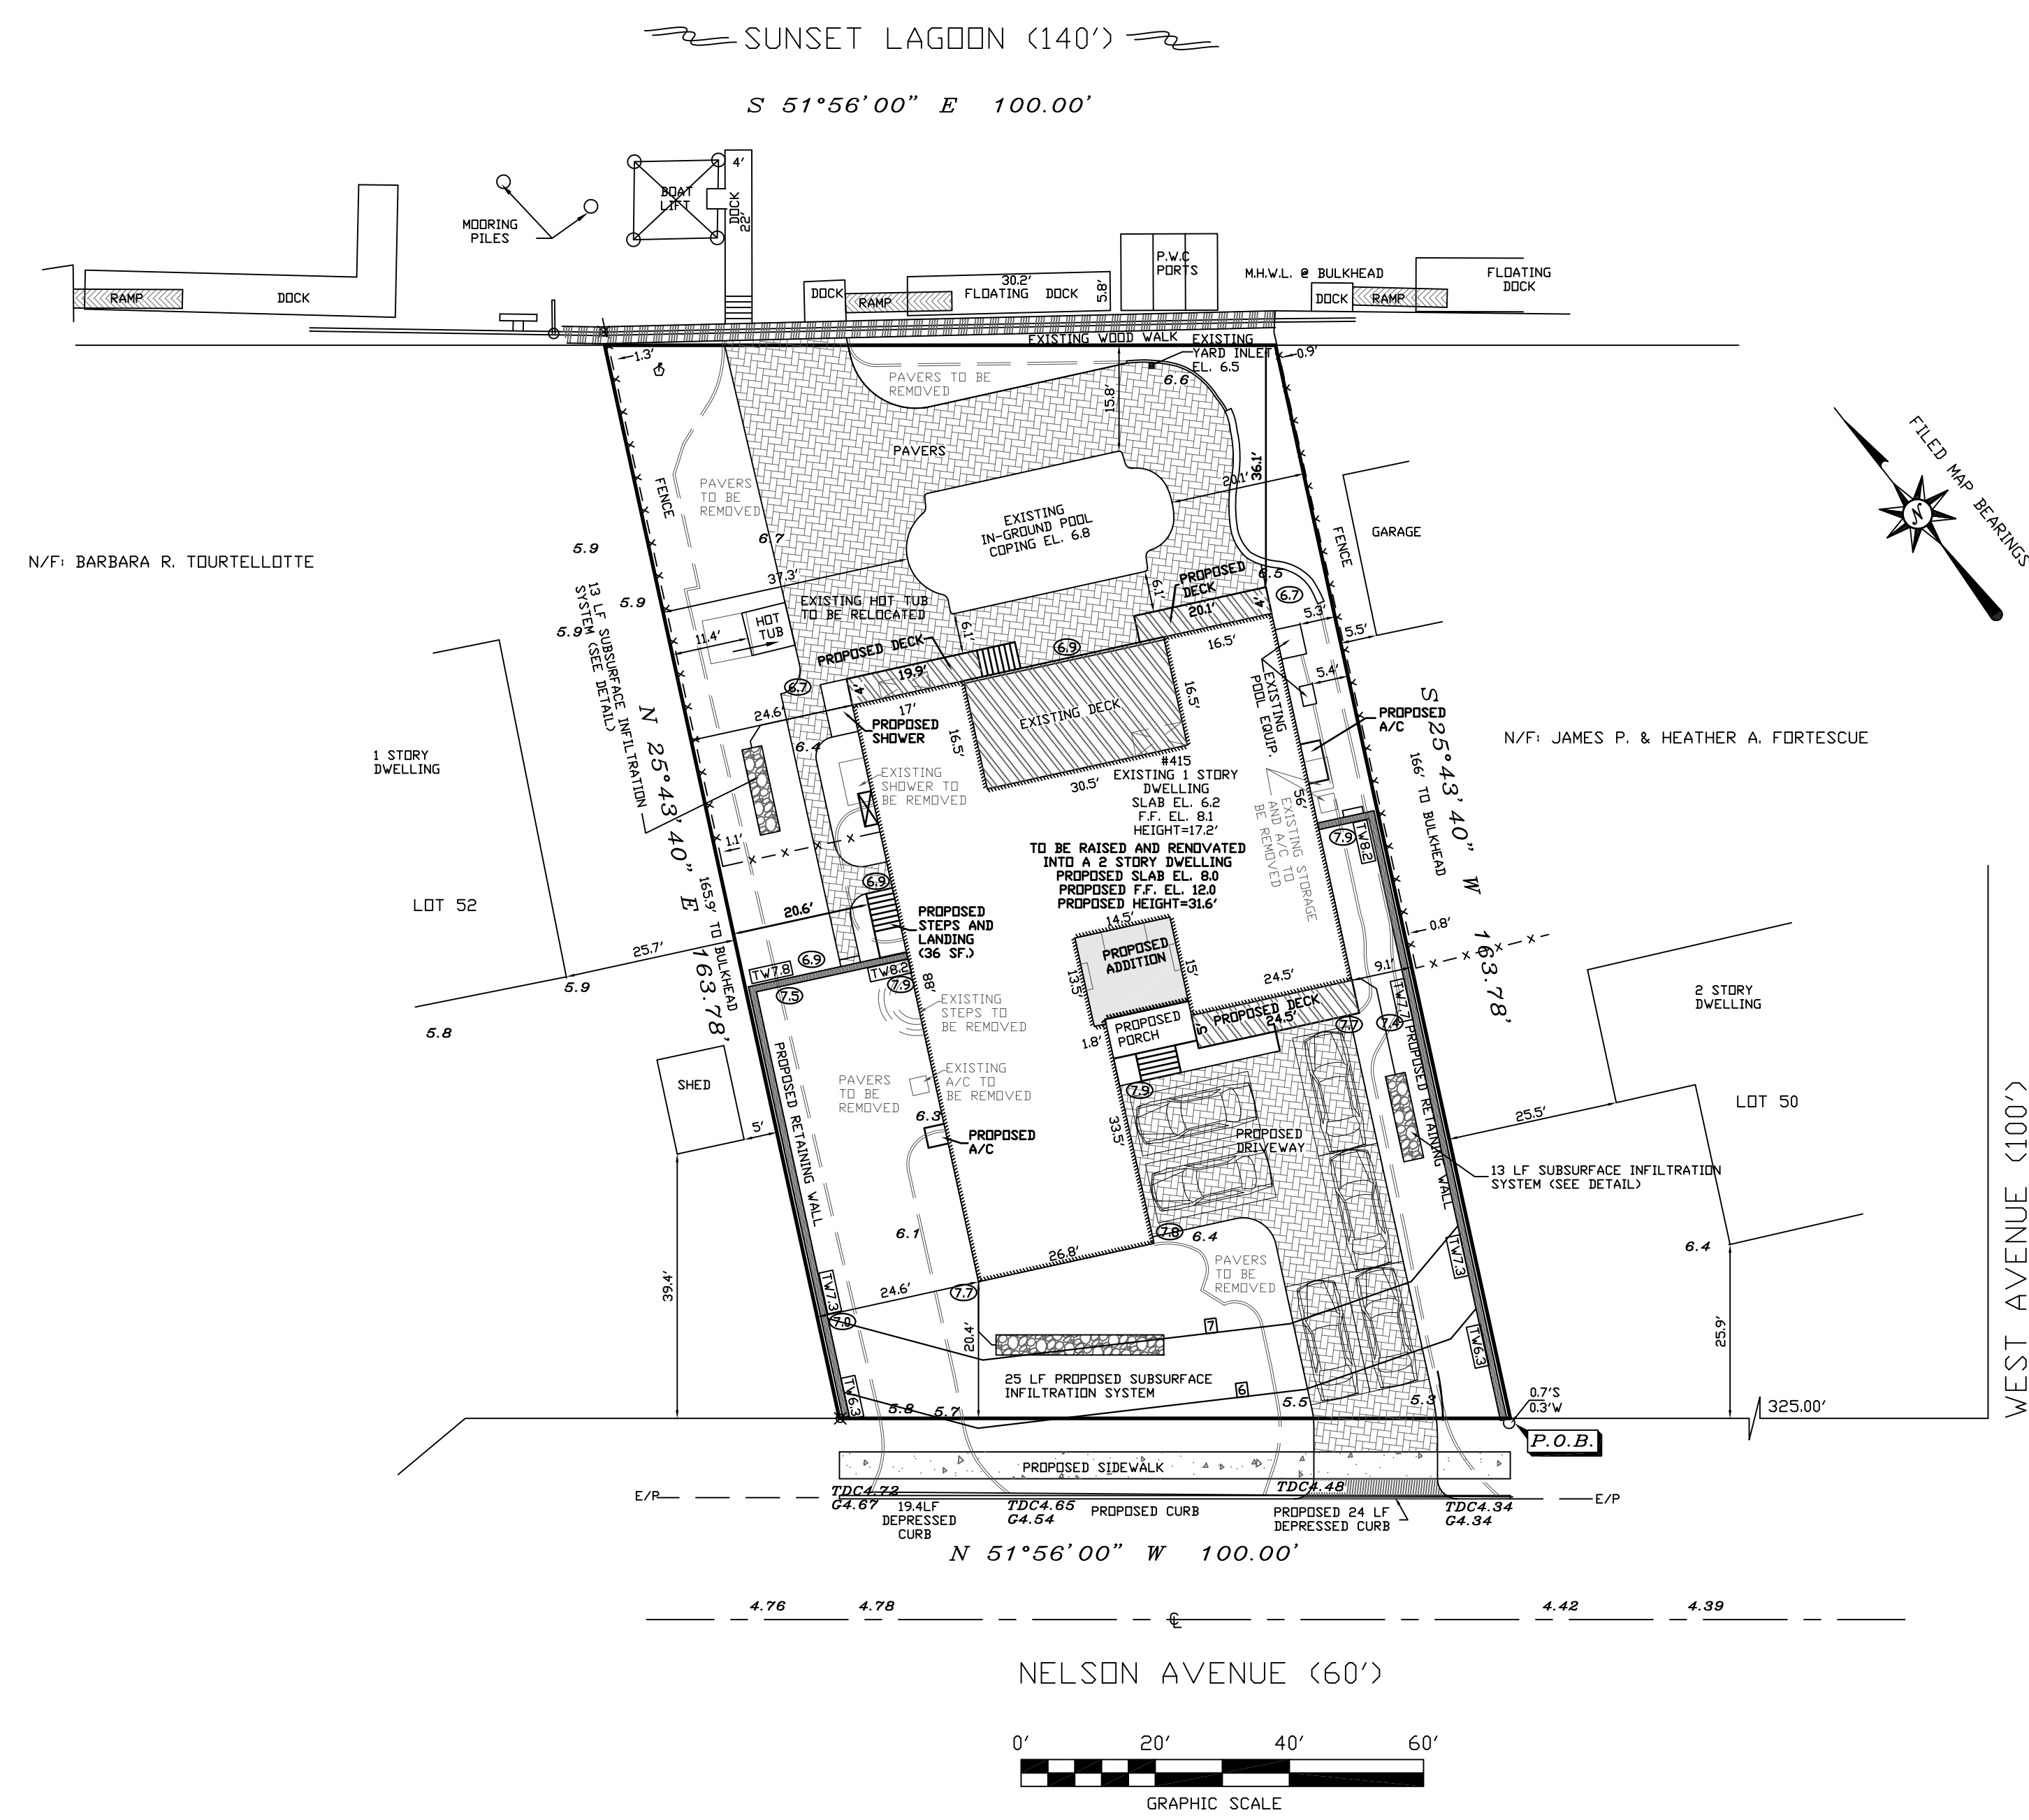 SUNSET LAGOON (140')
S 51°56'00" E 100.00'
4'
BOAT
LIFT
DOCK
22'
MOORING
PILES
P.W.C
PORTS
M.H.W.L. @ BULKHEAD
FLOATING
DOCK
RAMP
DOCK
DOCK
RAMP
30.2'
FLOATING DOCK
5.8'
DOCK
RAMP
EXISTING WOOD WALK
EXISTING
YARD INLET
EL. 6.5
1.3'
0.9'
PAVERS TO BE
REMOVED
6.6
15.8'
PAVERS
FENCE
PAVERS
TO BE
REMOVED
36.1'
20.1'
FILED MAP BEARINGS
N
EXISTING
IN-GROUND POOL
COPING EL. 6.8
FENCE
GARAGE
6.7
5.9
N/F: BARBARA R. TOURTELLOTTE
37.3'
PROPOSED
DECK
6.5
6.1'
20.1'
4'
6.7
5.3'
5.5'
5.9
5.9
13 LF SUBSURFACE INFILTRATION
SYSTEM (SEE DETAIL)
EXISTING HOT TUB
TO BE RELOCATED
HOT
TUB
11.4'
6.1'
6.9
16.5'
PROPOSED DECK
19.9'
4'
6.7
5.4'
17'
16.5'
16.5'
EXISTING DECK
30.5'
EXISTING
POOL EQUIP.
PROPOSED
A/C
24.6'
PROPOSED
SHOWER
6.4
N 25°43'40" E 163.78'
165.9' TO BULKHEAD
S 25°43'40" W 163.78'
166' TO BULKHEAD
N/F: JAMES P. & HEATHER A. FORTESCUE
1 STORY
DWELLING
EXISTING
SHOWER TO
BE REMOVED
#415
EXISTING 1 STORY
DWELLING
SLAB EL. 6.2
F.F. EL. 8.1
HEIGHT=17.2'
TO BE RAISED AND RENOVATED
INTO A 2 STORY DWELLING
PROPOSED SLAB EL. 8.0
PROPOSED F.F. EL. 12.0
PROPOSED HEIGHT=31.6'
56'
EXISTING STORAGE
AND A/C TO
BE REMOVED
7.9
TW8.2
1.1'
6.9
LOT 52
20.6'
PROPOSED
STEPS AND
LANDING
(36 SF.)
14.5'
PROPOSED
ADDITION
13.5'
15'
0.8'
25.7'
6.9
TW7.8
TW8.2
7.5
7.9
88'
24.5'
9.1'
5.9
5.8
EXISTING
STEPS TO
BE REMOVED
PROPOSED DECK
24.5'
5'
PROPOSED
PORCH
1.8'
7.7
7.4
TW7.7
2 STORY
DWELLING
SHED
5'
PROPOSED RETAINING WALL
PAVERS
TO BE
REMOVED
EXISTING
A/C TO
BE REMOVED
7.9
PROPOSED RETAINING WALL
25.5'
LOT 50
6.3
PROPOSED
A/C
33.5'
PROPOSED
DRIVEWAY
13 LF SUBSURFACE INFILTRATION
SYSTEM (SEE DETAIL)
6.1
7.8
6.4
26.8'
PAVERS
TO BE
REMOVED
TW7.3
6.4
WEST AVENUE (100')
39.4'
24.6'
7.7
TW7.3
7.0
20.4'
7
TW6.3
25.9'
25 LF PROPOSED SUBSURFACE
INFILTRATION SYSTEM
6
TW6.3
5.8
5.7
5.5
5.3
0.7'S
0.3'W
325.00'
P.O.B.
PROPOSED SIDEWALK
E/P
TDC4.72
G4.67
19.4LF
DEPRESSED
CURB
TDC4.65
G4.54
PROPOSED CURB
TDC4.48
PROPOSED 24 LF
DEPRESSED CURB
TDC4.34
G4.34
E/P
N 51°56'00" W 100.00'
4.76
4.78
4.42
4.39
NELSON AVENUE (60')
0'
20'
40'
60'
GRAPHIC SCALE